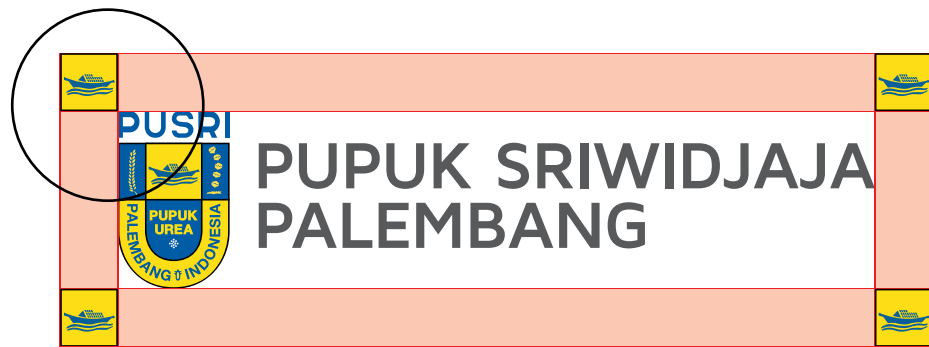 PUSRI
PUPUK
UREA
PALEMBANG INDONESIA
PUPUK SRIWIDJAJA
PALEMBANG